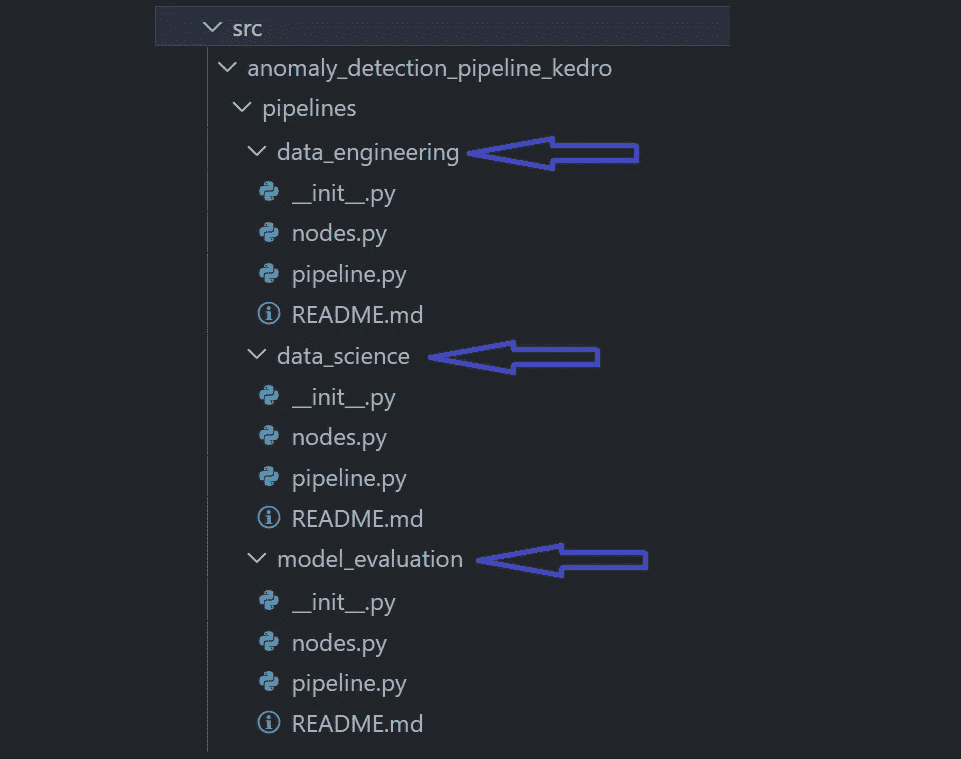 src
anomaly_detection_pipeline_kedro
pipelines
data_engineering
__init__.py
nodes.py
pipeline.py
README.md
data_science
__init__.py
nodes.py
pipeline.py
README.md
model_evaluation
__init__.py
nodes.py
pipeline.py
README.md